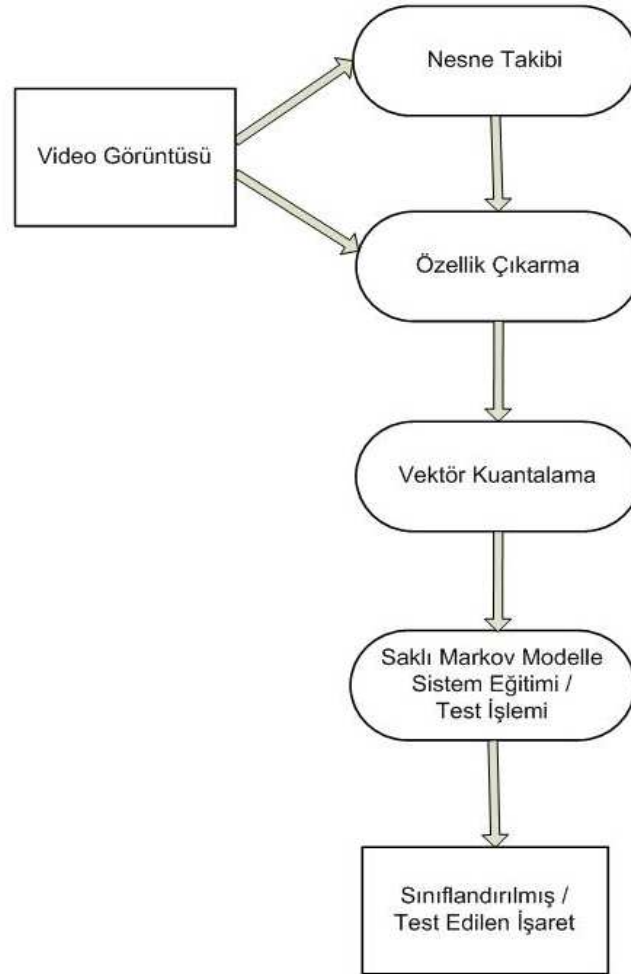 Nesne Takibi
Video Görüntüsü
Özellik Çıkarma
Vektör Kuantalama
Saklı Markov Modelle
Sistem Eğitimi /
Test İşlemi
Sınıflandırılmış /
Test Edilen İşaret